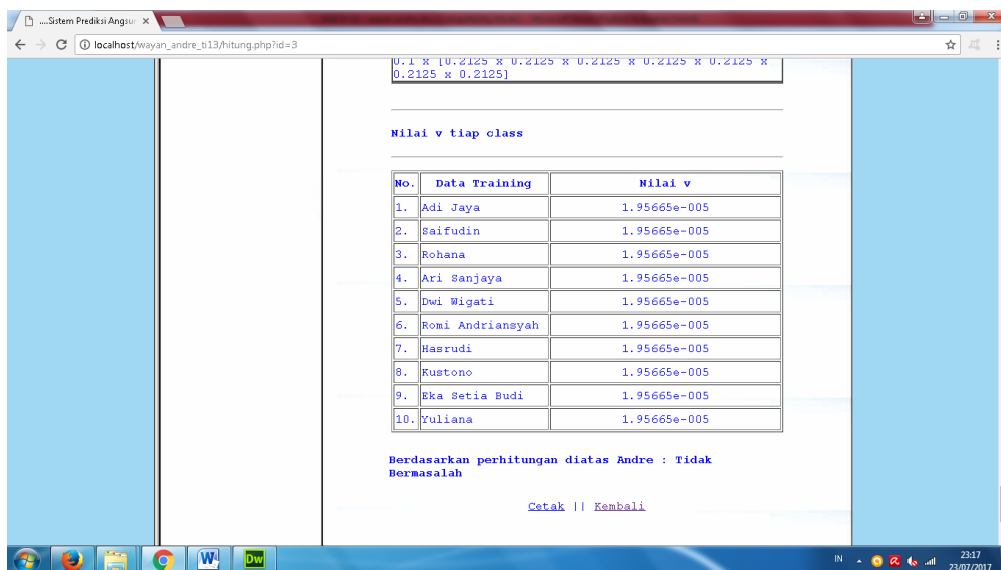 ....Sistem Prediksi Angsur
localhost/wayan_andre_ti13/hitung.php?id=3
0.1 x [0.2125 x 0.2125 x 0.2125 x 0.2125 x 0.2125 x
0.2125 x 0.2125]
Nilai v tiap class
No. Data Training Nilai v
1. Adi Jaya 1.95665e-005
2. Saifudin 1.95665e-005
3. Rohana 1.95665e-005
4. Ari Sanjaya 1.95665e-005
5. Dwi Wigati 1.95665e-005
6. Romi Andriansyah 1.95665e-005
7. Hasrudi 1.95665e-005
8. Kustono 1.95665e-005
9. Eka Setia Budi 1.95665e-005
10. Yuliana 1.95665e-005
Berdasarkan perhitungan diatas Andre : Tidak
Bermasalah
Cetak || Kembali
W Dw IN 23:17
23/07/2017